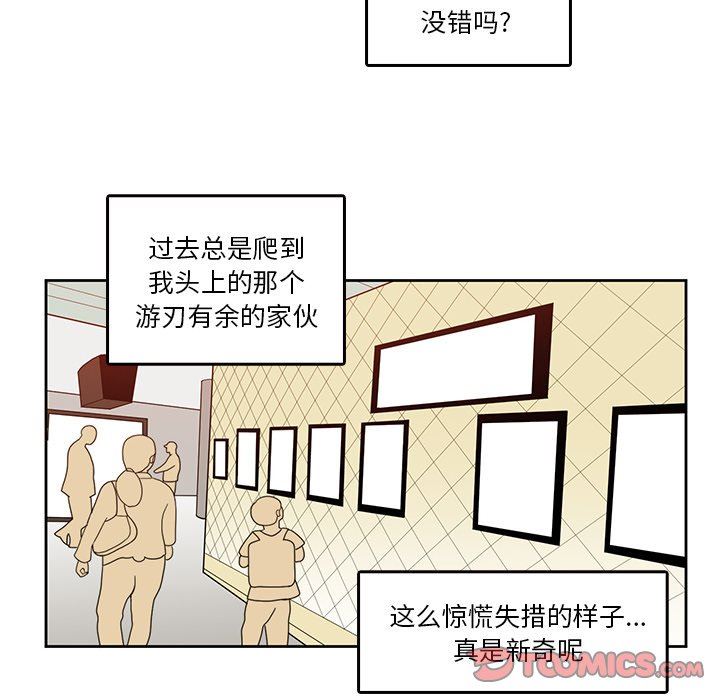 没错吗?
过去总是爬到
我头上的那个
游刃有余的家伙
这么惊慌失措的样子...
真是新奇呢
TCOMICS.COM